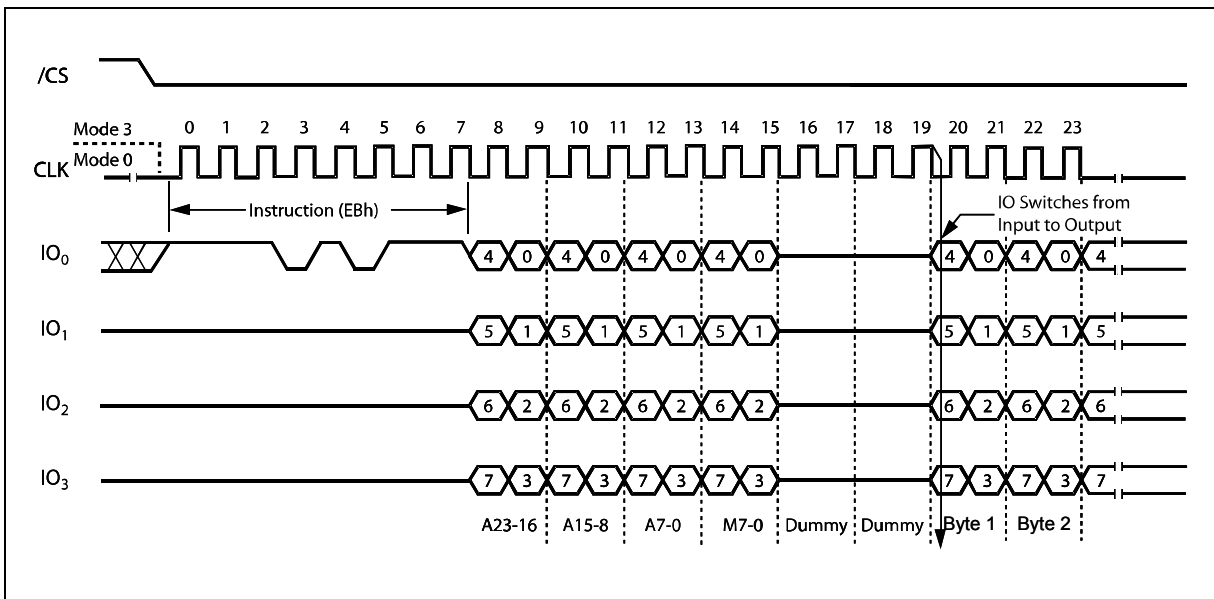 /CS
Mode 3
0 1 2 3 4 5 6 7 8 9 10 11 12 13 14 15 16 17 18 19 20 21 22 23
Mode 0
CLK
Instruction (EBh)
IO Switches from
Input to Output
IO₀
4 0 4 0 4 0 4 0 4 0 4 0 4
IO₁
5 1 5 1 5 1 5 1 5 1 5 1 5
IO₂
6 2 6 2 6 2 6 2 6 2 6 2 6
IO₃
7 3 7 3 7 3 7 3 7 3 7 3 7
A23-16 A15-8 A7-0 M7-0 Dummy Dummy Byte 1 Byte 2